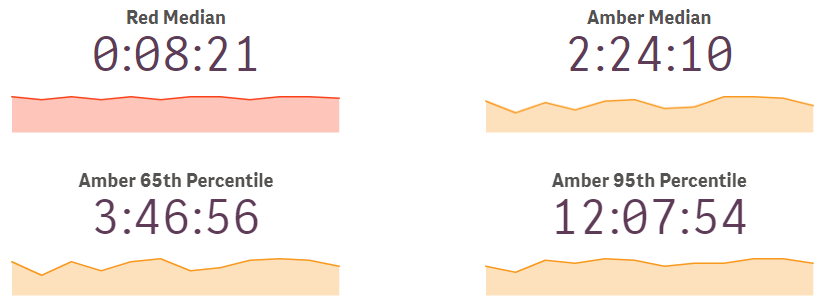 Red Median
0:08:21
Amber Median
2:24:10
Amber 65th Percentile
3:46:56
Amber 95th Percentile
12:07:54